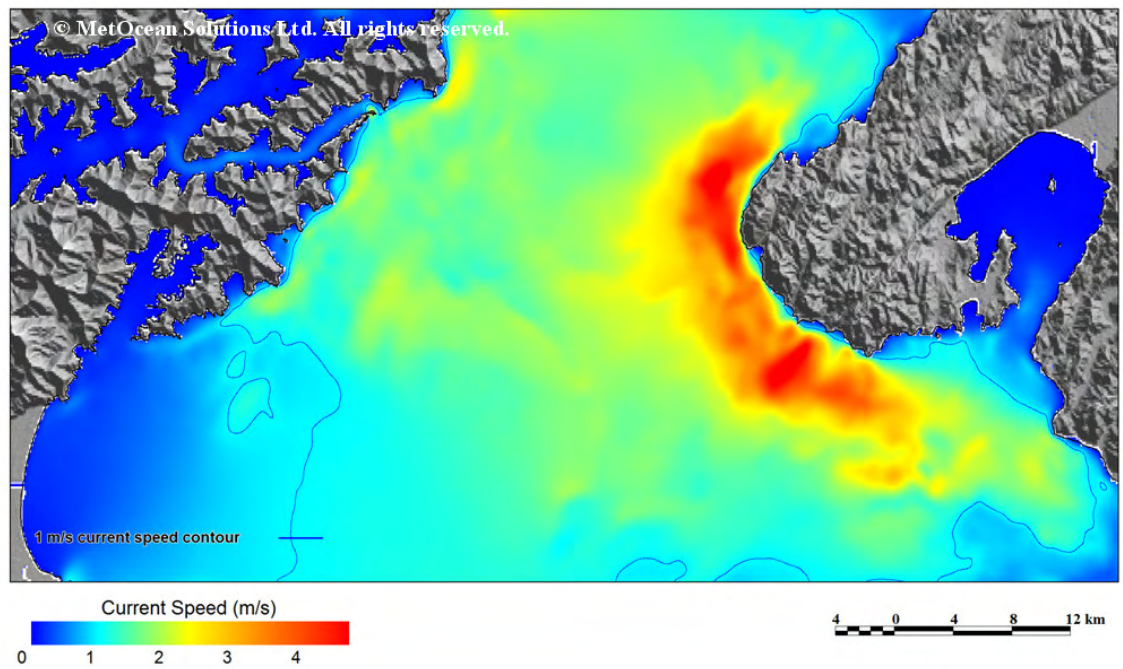 © MetOcean Solutions Ltd. All rights reserved.
1 m/s current speed contour
Current Speed (m/s)
0 1 2 3 4
4 0 4 8 12 km